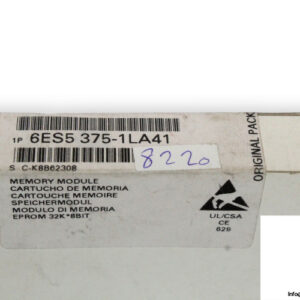 1P 6ES5 375-1LA41
8220
S C-K8B62308
MEMORY MODULE
CARTUCHO DE MEMORIA
CARTOUCHE MEMOIRE
SPEICHERMODUL
MODULO DI MEMORIA
EPROM 32K*8BIT
UL/CSA
CE
629
ORIGINAL PACK